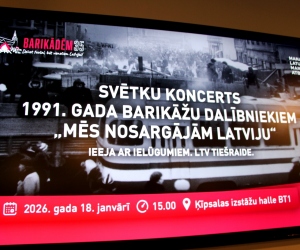 BARIKĀDĒM 35
SVĒTKU KONCERTS
1991. GADA BARIKĀŽU DALĪBNIEKIEM
„MĒS NOSARGĀJĀM LATVIJU“
IEEJA AR IELŪGUMIEM. LTV TIEŠRAIDE.
2026. gada 18. janvārī 15.00 Ķīpsalas izstāžu halle BT1